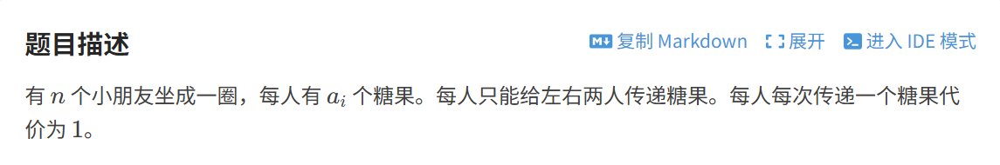 题目描述
复制 Markdown 展开 进入 IDE 模式
有 n 个小朋友坐成一圈，每人有 a_i 个糖果。每人只能给左右两人传递糖果。每人每次传递一个糖果代
价为 1。